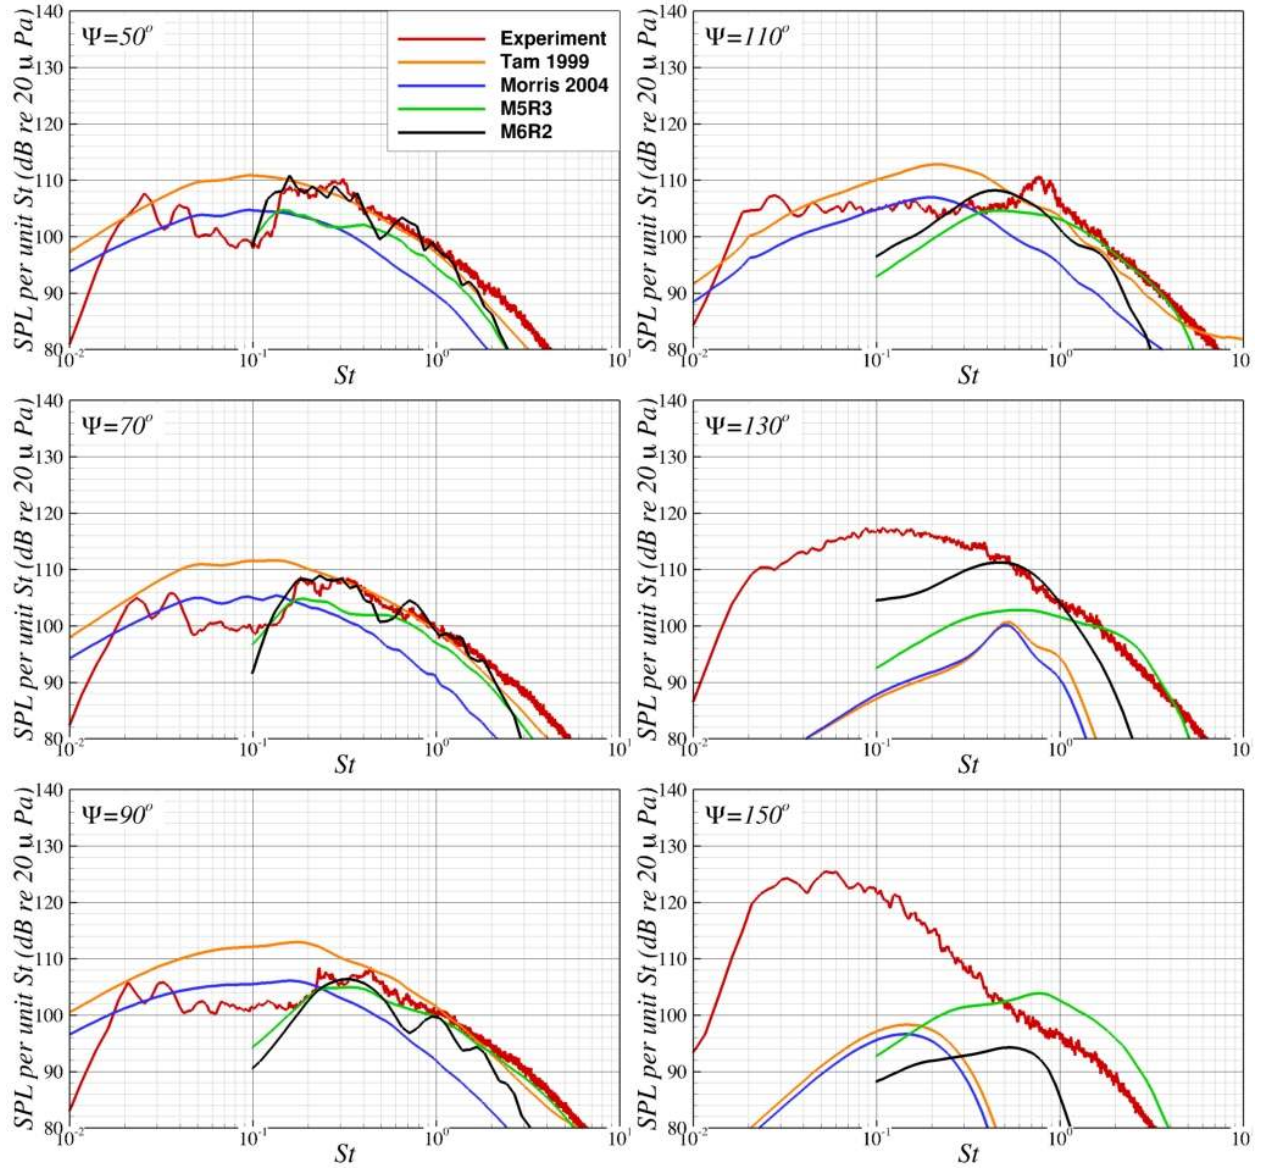 SPL per unit St (dB re 20 u Pa)
140
130
120
110
100
90
80
Ψ=50°
Experiment
Tam 1999
Morris 2004
M5R3
M6R2
10⁻²
10⁻¹
10⁰
10¹
St
SPL per unit St (dB re 20 u Pa)
140
130
120
110
100
90
80
Ψ=110°
10⁻²
10⁻¹
10⁰
10
St
SPL per unit St (dB re 20 u Pa)
140
130
120
110
100
90
80
Ψ=70°
10⁻²
10⁻¹
10⁰
10¹
St
SPL per unit St (dB re 20 u Pa)
140
130
120
110
100
90
80
Ψ=130°
10⁻²
10⁻¹
10⁰
10
St
SPL per unit St (dB re 20 u Pa)
140
130
120
110
100
90
80
Ψ=90°
10⁻²
10⁻¹
10⁰
10¹
St
SPL per unit St (dB re 20 u Pa)
140
130
120
110
100
90
80
Ψ=150°
10⁻²
10⁻¹
10⁰
10
St